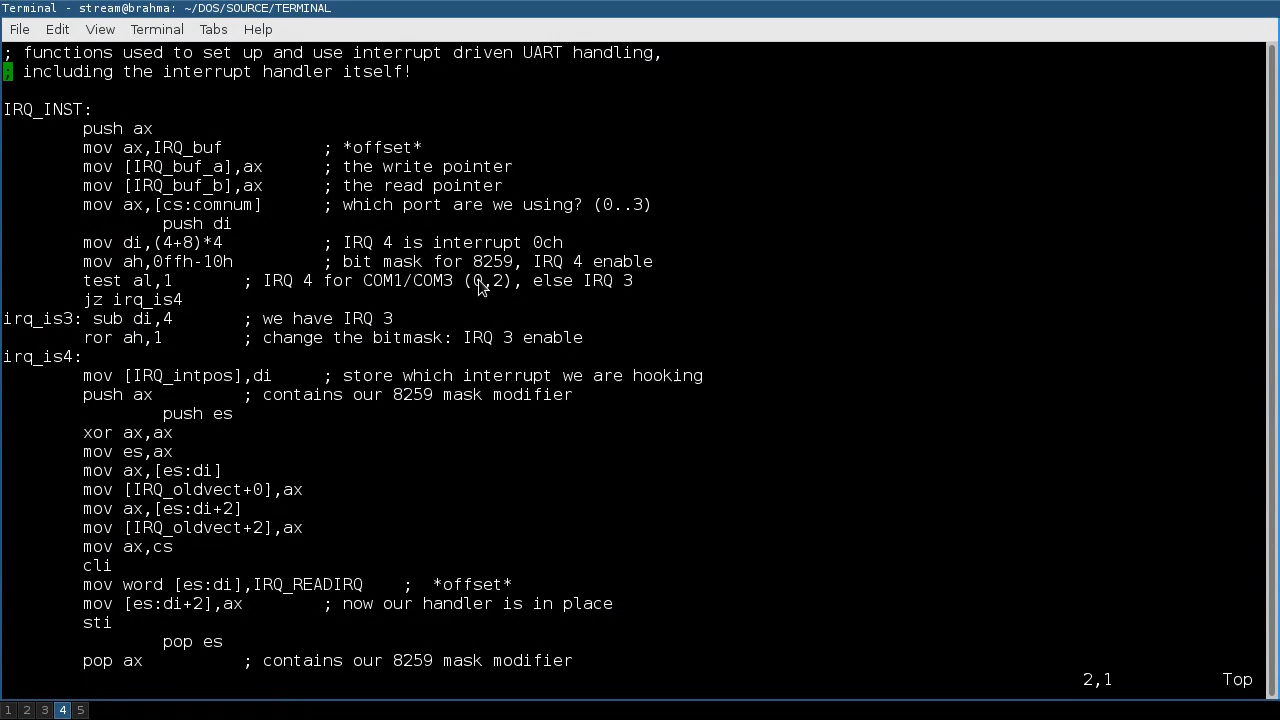 Terminal - stream@brahma: ~/DOS/SOURCE/TERMINAL
File Edit View Terminal Tabs Help
; functions used to set up and use interrupt driven UART handling,
; including the interrupt handler itself!
IRQ_INST:
push ax
mov ax,IRQ_buf ; *offset*
mov [IRQ_buf_a],ax ; the write pointer
mov [IRQ_buf_b],ax ; the read pointer
mov ax,[cs:comnum] ; which port are we using? (0..3)
push di
mov di,(4+8)*4 ; IRQ 4 is interrupt 0ch
mov ah,0ffh-10h ; bit mask for 8259, IRQ 4 enable
test al,1 ; IRQ 4 for COM1/COM3 (0,2), else IRQ 3
jz irq_is4
irq_is3: sub di,4 ; we have IRQ 3
ror ah,1 ; change the bitmask: IRQ 3 enable
irq_is4:
mov [IRQ_intpos],di ; store which interrupt we are hooking
push ax ; contains our 8259 mask modifier
push es
xor ax,ax
mov es,ax
mov ax,[es:di]
mov [IRQ_oldvect+0],ax
mov ax,[es:di+2]
mov [IRQ_oldvect+2],ax
mov ax,cs
cli
mov word [es:di],IRQ_READIRQ ; *offset*
mov [es:di+2],ax ; now our handler is in place
sti
pop es
pop ax ; contains our 8259 mask modifier
2,1 Top
1 2 3 4 5